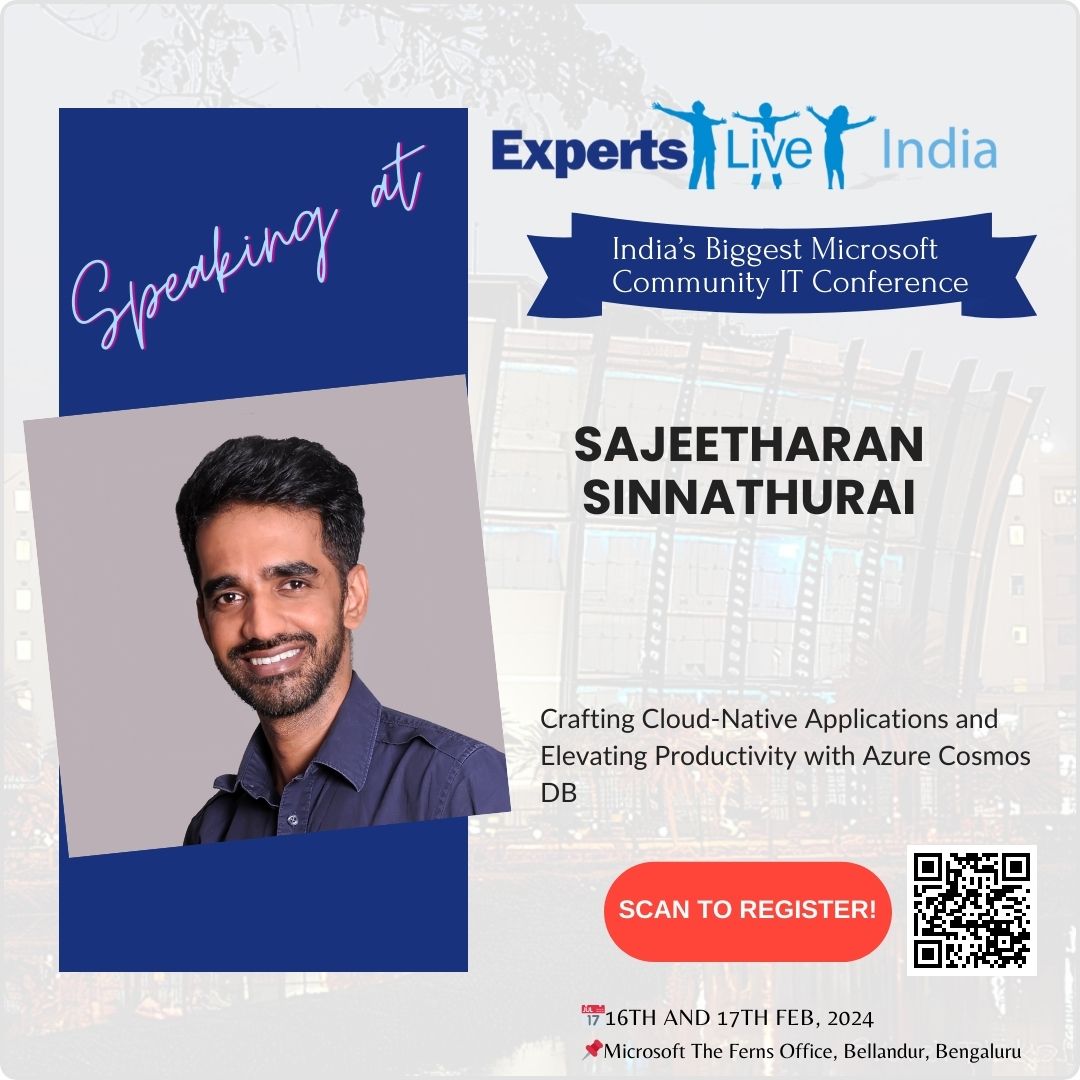 Speaking at
Experts Live India
India's Biggest Microsoft
Community IT Conference
SAJEETHARAN
SINNATHURAI
Crafting Cloud-Native Applications and
Elevating Productivity with Azure Cosmos
DB
SCAN TO REGISTER!
JUL
17
16TH AND 17TH FEB, 2024
Microsoft The Ferns Office, Bellandur, Bengaluru